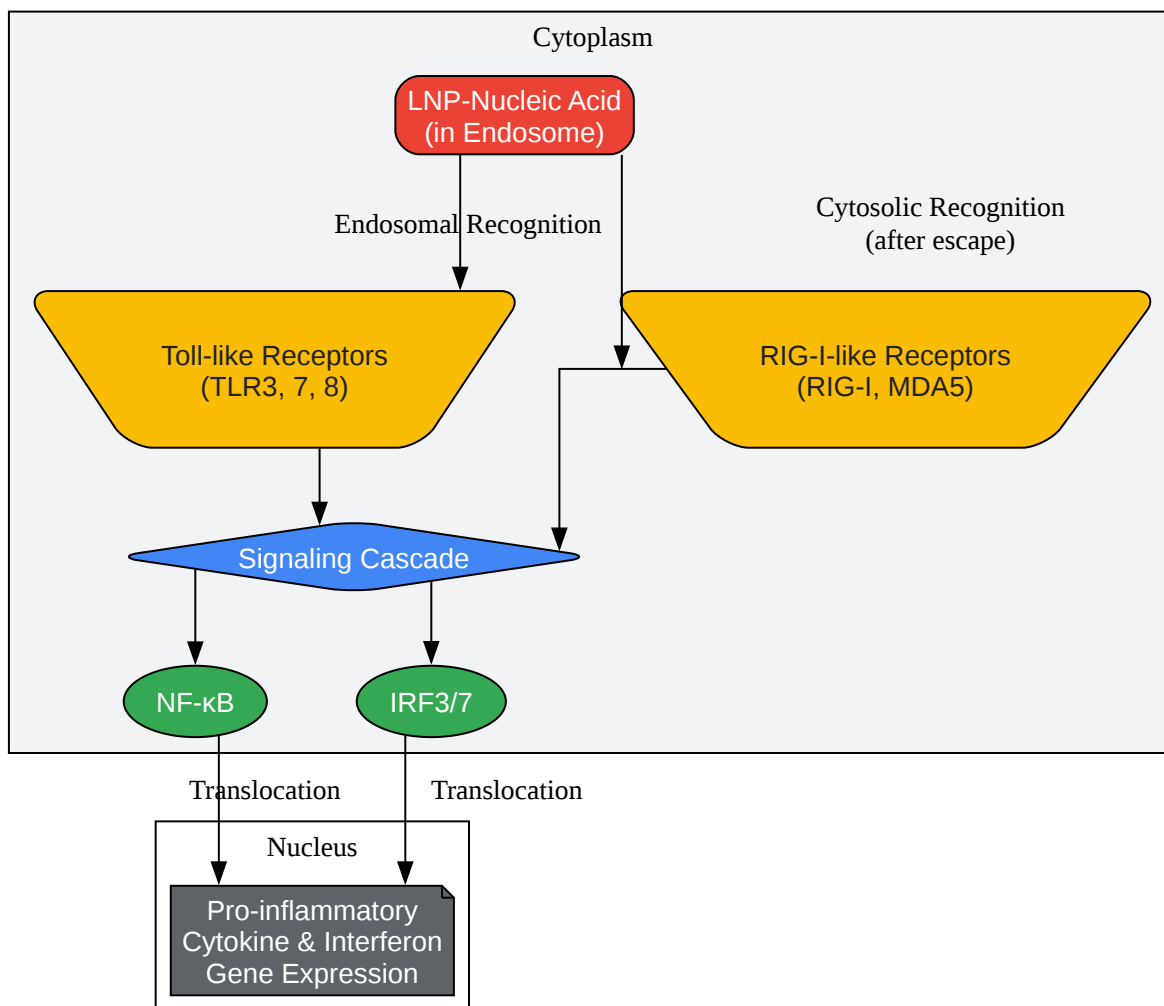 Cytoplasm
LNP-Nucleic Acid
(in Endosome)
Endosomal Recognition
Cytosolic Recognition
(after escape)
Toll-like Receptors
(TLR3, 7, 8)
RIG-I-like Receptors
(RIG-I, MDA5)
Signaling Cascade
NF-κB
IRF3/7
Translocation
Translocation
Nucleus
Pro-inflammatory
Cytokine & Interferon
Gene Expression